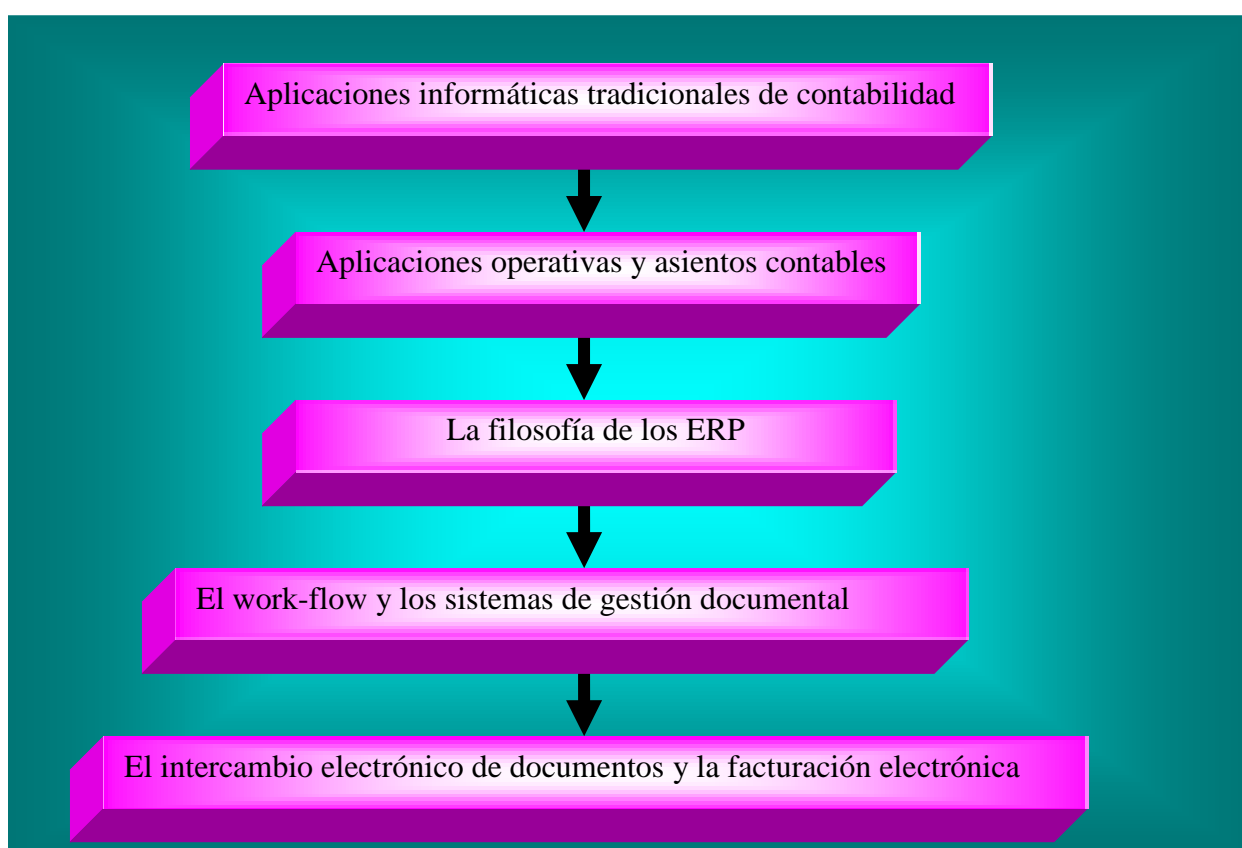 Aplicaciones informáticas tradicionales de contabilidad
Aplicaciones operativas y asientos contables
La filosofía de los ERP
El work-flow y los sistemas de gestión documental
El intercambio electrónico de documentos y la facturación electrónica